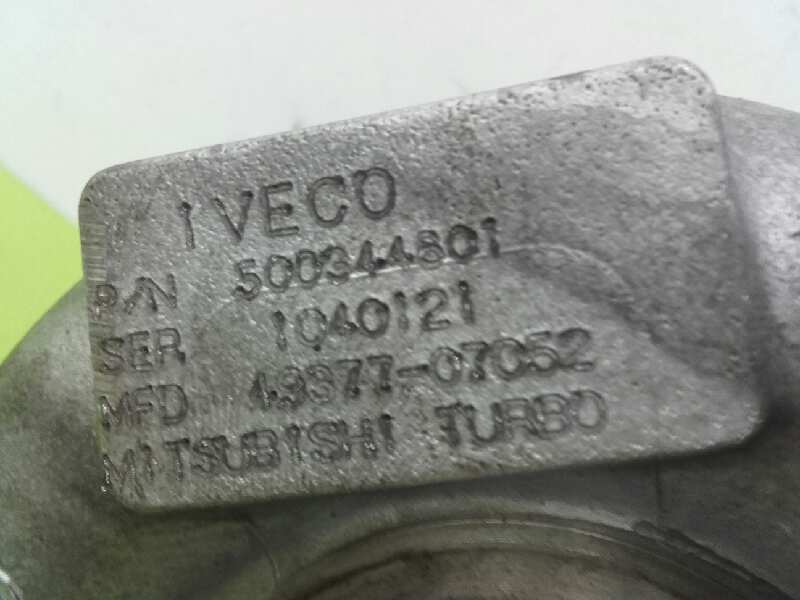 IVECO
P/N 500344801
SER 1040121
MFD 49377-07052
MITSUBISHI TURBO